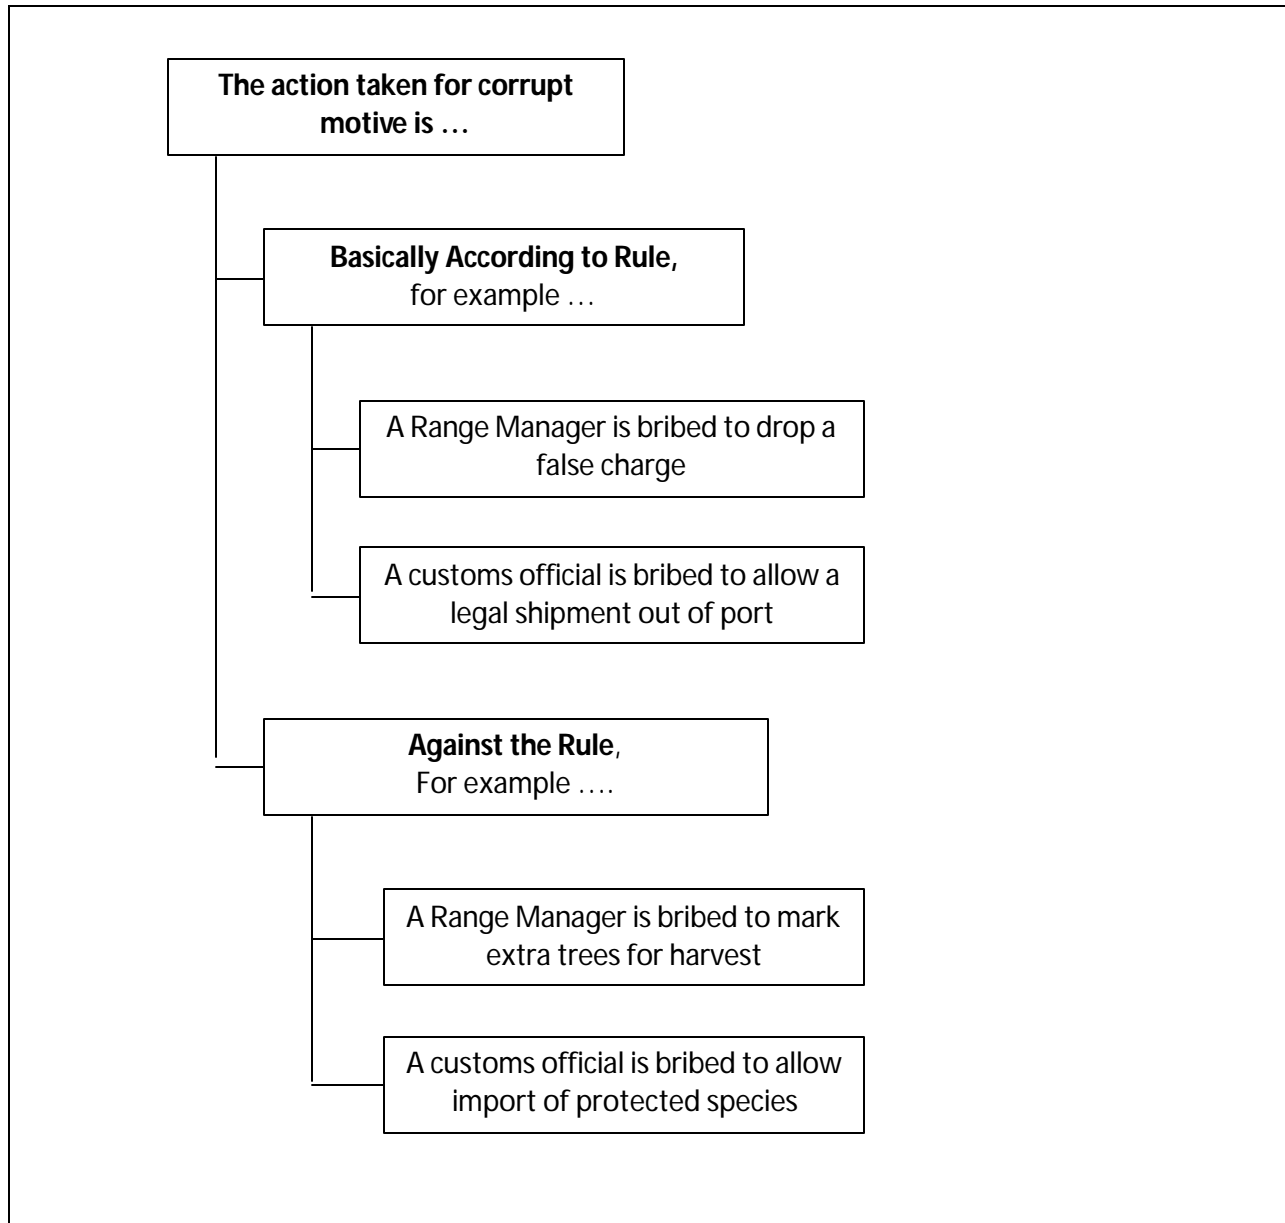 The action taken for corrupt
motive is …
Basically According to Rule,
for example …
A Range Manager is bribed to drop a
false charge
A customs official is bribed to allow a
legal shipment out of port
Against the Rule,
For example ….
A Range Manager is bribed to mark
extra trees for harvest
A customs official is bribed to allow
import of protected species